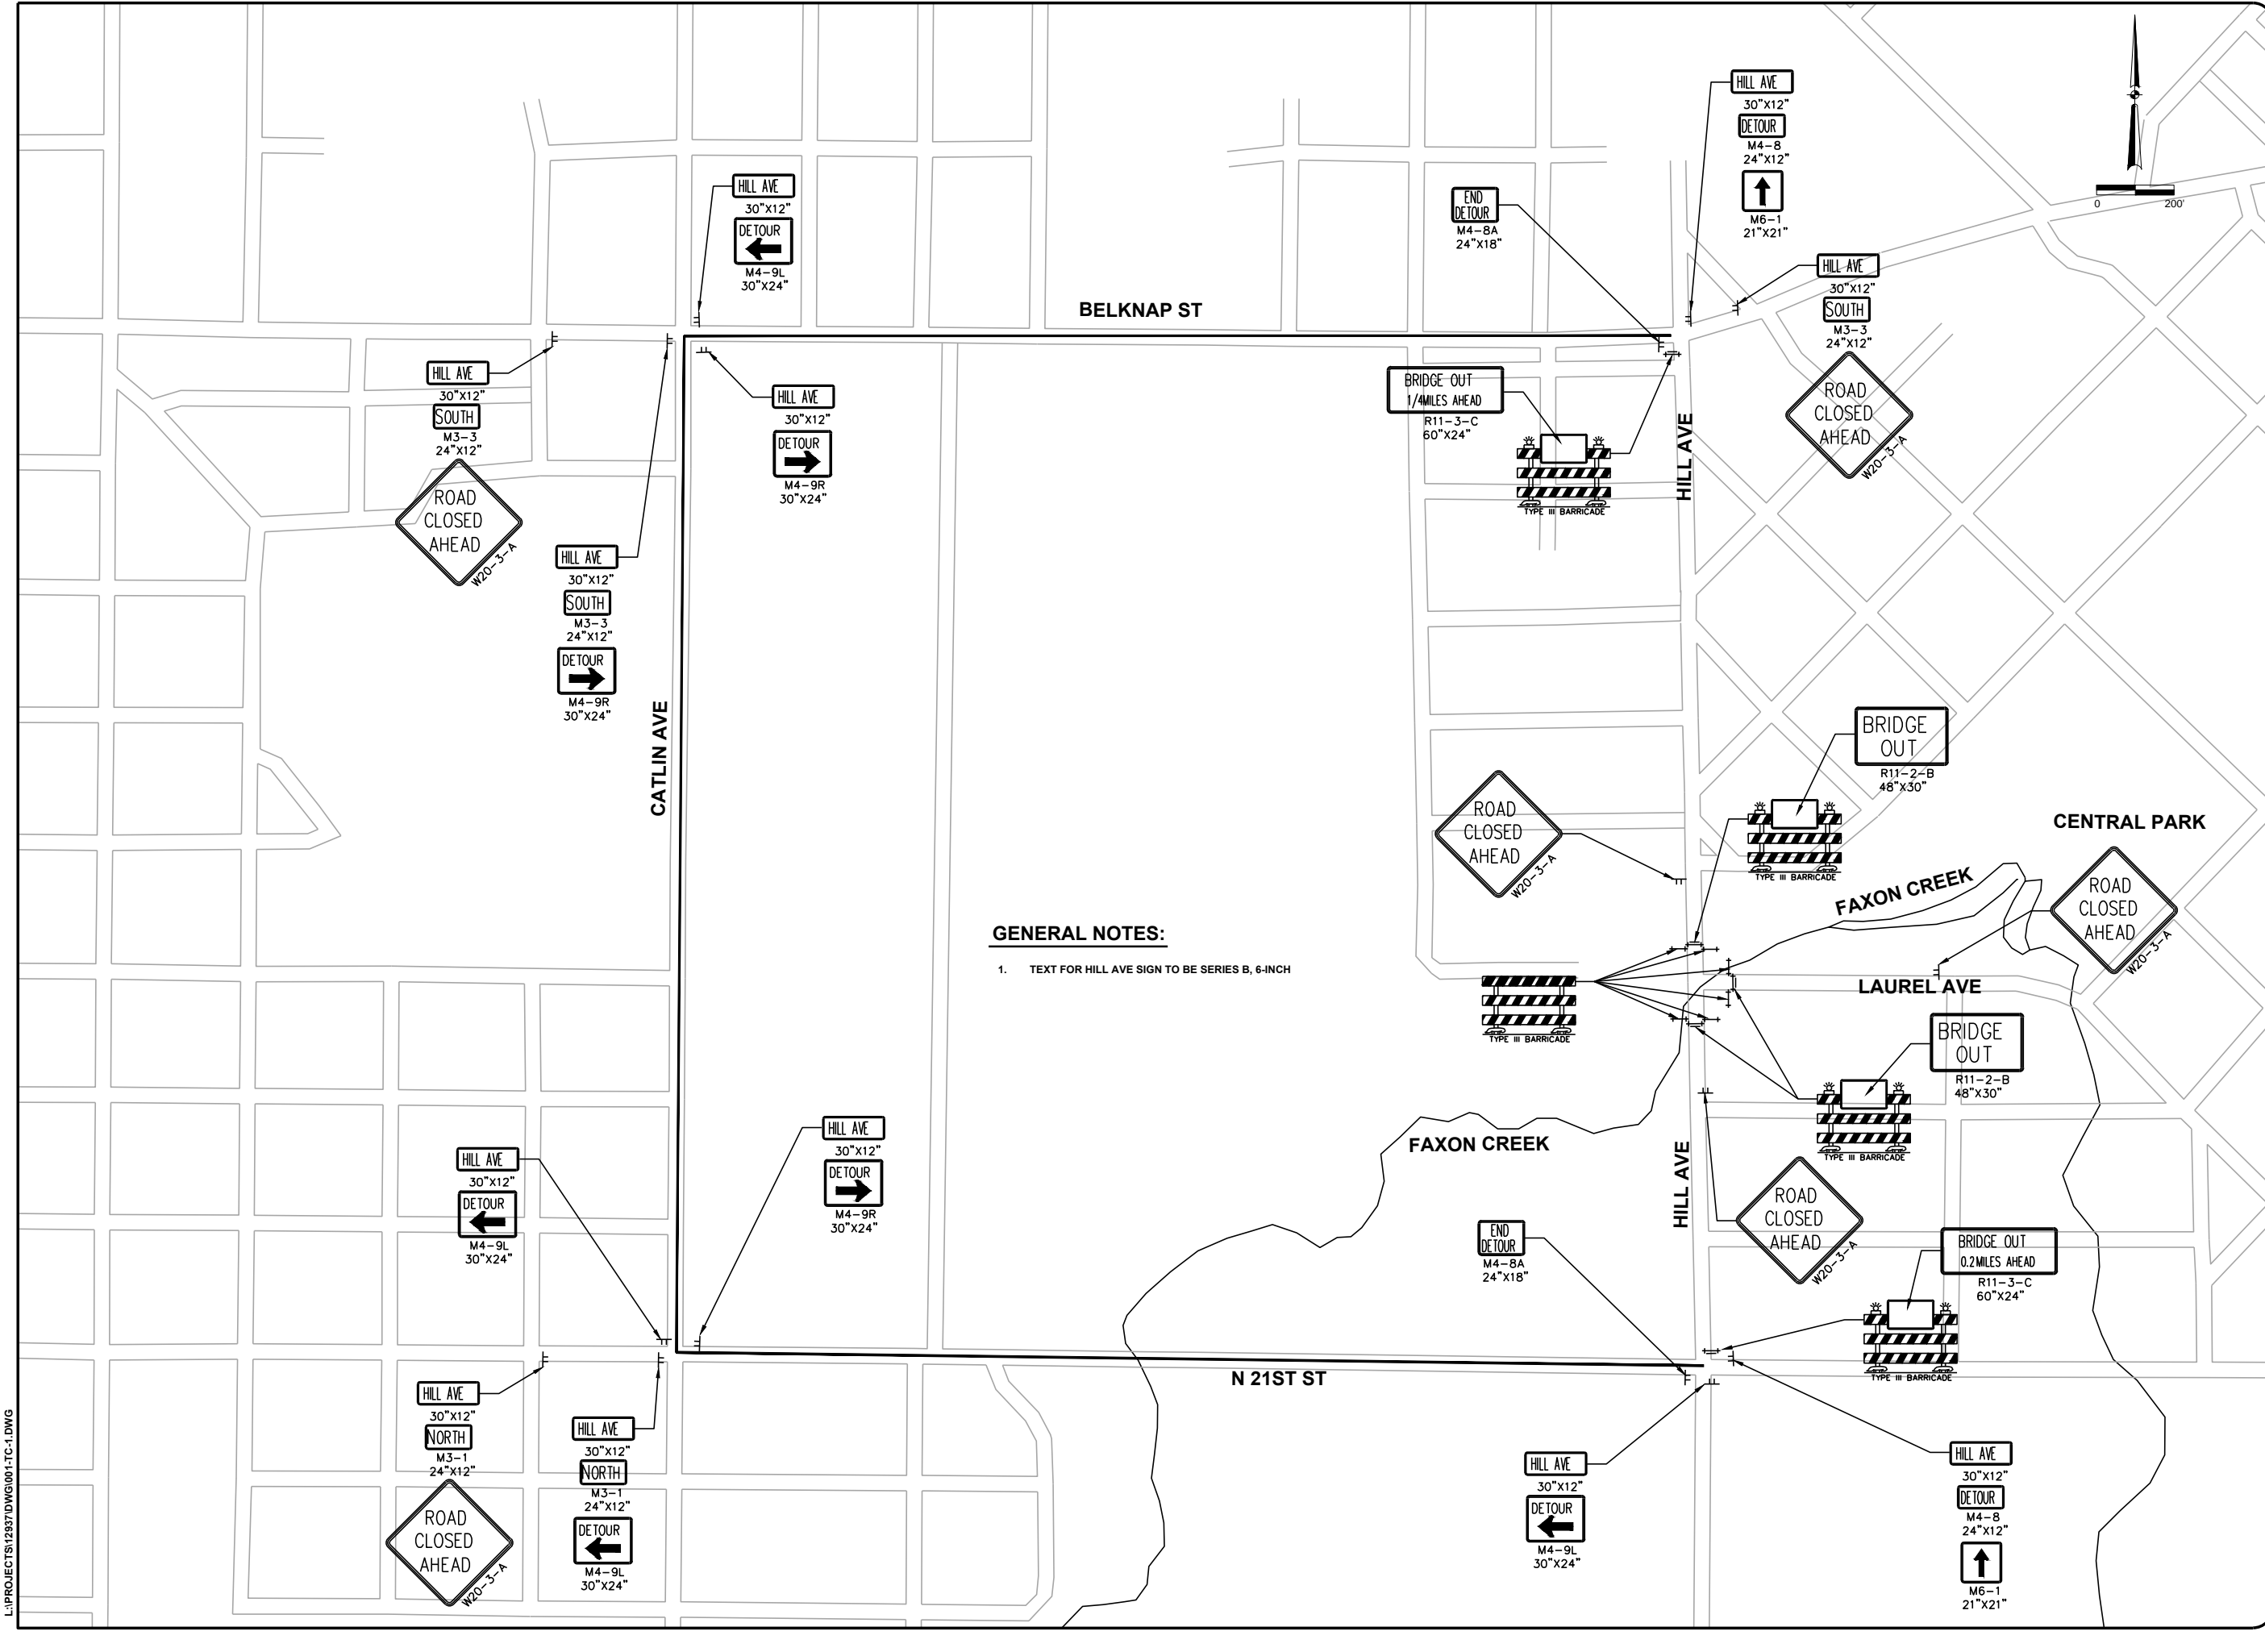 HILL AVE
30"X12"
DETOUR
M4-8
24"X12"
M6-1
21"X21"
0 200'
HILL AVE
30"X12"
DETOUR
M4-9L
30"X24"
END
DETOUR
M4-8A
24"X18"
HILL AVE
30"X12"
SOUTH
M3-3
24"X12"
ROAD
CLOSED
AHEAD
W20-3-A
BELKNAP ST
HILL AVE
30"X12"
SOUTH
M3-3
24"X12"
ROAD
CLOSED
AHEAD
W20-3-A
HILL AVE
30"X12"
DETOUR
M4-9R
30"X24"
BRIDGE OUT
1/4MILES AHEAD
R11-3-C
60"X24"
TYPE III BARRICADE
HILL AVE
HILL AVE
30"X12"
SOUTH
M3-3
24"X12"
DETOUR
M4-9R
30"X24"
CATLIN AVE
BRIDGE
OUT
R11-2-B
48"X30"
TYPE III BARRICADE
ROAD
CLOSED
AHEAD
W20-3-A
CENTRAL PARK
FAXON CREEK
ROAD
CLOSED
AHEAD
W20-3-A
GENERAL NOTES:
1. TEXT FOR HILL AVE SIGN TO BE SERIES B, 6-INCH
TYPE III BARRICADE
LAUREL AVE
BRIDGE
OUT
R11-2-B
48"X30"
TYPE III BARRICADE
FAXON CREEK
HILL AVE
HILL AVE
30"X12"
DETOUR
M4-9L
30"X24"
HILL AVE
30"X12"
DETOUR
M4-9R
30"X24"
ROAD
CLOSED
AHEAD
W20-3-A
END
DETOUR
M4-8A
24"X18"
BRIDGE OUT
0.2MILES AHEAD
R11-3-C
60"X24"
TYPE III BARRICADE
N 21ST ST
HILL AVE
30"X12"
NORTH
M3-1
24"X12"
ROAD
CLOSED
AHEAD
W20-3-A
HILL AVE
30"X12"
NORTH
M3-1
24"X12"
DETOUR
M4-9L
30"X24"
HILL AVE
30"X12"
DETOUR
M4-9L
30"X24"
HILL AVE
30"X12"
DETOUR
M4-8
24"X12"
M6-1
21"X21"
L:\PROJECTS\12937\DWG\001-TC-1.DWG